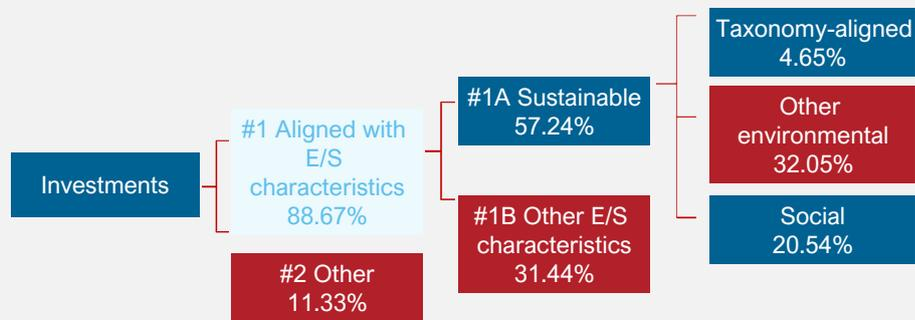 Investments
#1 Aligned with
E/S
characteristics
88.67%
#2 Other
11.33%
#1A Sustainable
57.24%
#1B Other E/S
characteristics
31.44%
Taxonomy-aligned
4.65%
Other
environmental
32.05%
Social
20.54%